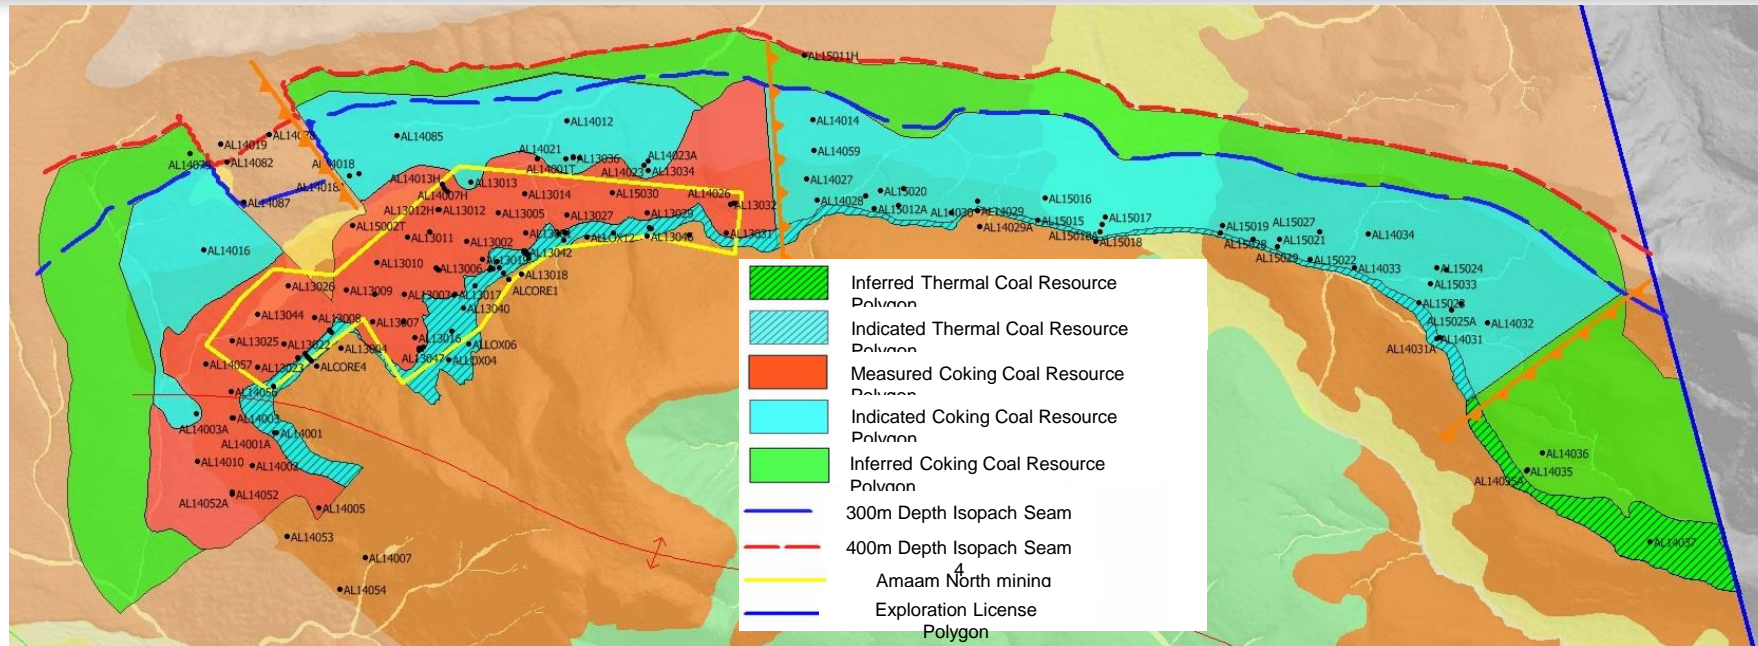 AL15011H
AL14012
AL14014
AL14085
AL14019
AL14021
AL14023A
AL14059
AL14082
AL13036
AL14001T
AL14023
AL13034
AL14013H
AL13013
AL14027
AL14007H
AL13014
AL15030
AL14026
AL15020
AL14087
AL14028
AL15016
AL13012H
AL13012
AL13005
AL13027
AL13029
AL13032
AL15012A
AL14030
AL14029
AL15015
AL15017
AL15002T
AL14029A
AL15019
AL15027
AL13011
AL13002
ALLOX12
AL13031
AL15018
AL15021
AL14034
AL14016
AL13042
AL15029
AL15022
AL13010
AL13006
AL13018
AL14033
AL15024
AL13026
AL13009
AL13003
AL13017
ALCORE1
AL15033
AL13044
AL13008
AL13007
AL13040
AL15025A
AL14032
AL13025
AL13022
AL13004
AL13016
ALLOX06
AL14031A
AL14031
AL14057
AL13023
ALCORE4
AL13047
ALLOX04
AL14056
AL14003A
AL14003
AL14001A
AL14001
AL14010
AL14002
AL14036
AL14035
AL14035A
AL14052A
AL14052
AL14005
AL14053
AL14037
AL14007
AL14054
Inferred Thermal Coal Resource
Polygon
Indicated Thermal Coal Resource
Polygon
Measured Coking Coal Resource
Polygon
Indicated Coking Coal Resource
Polygon
Inferred Coking Coal Resource
Polygon
300m Depth Isopach Seam
400m Depth Isopach Seam
4
Amaam North mining
Exploration License
Polygon